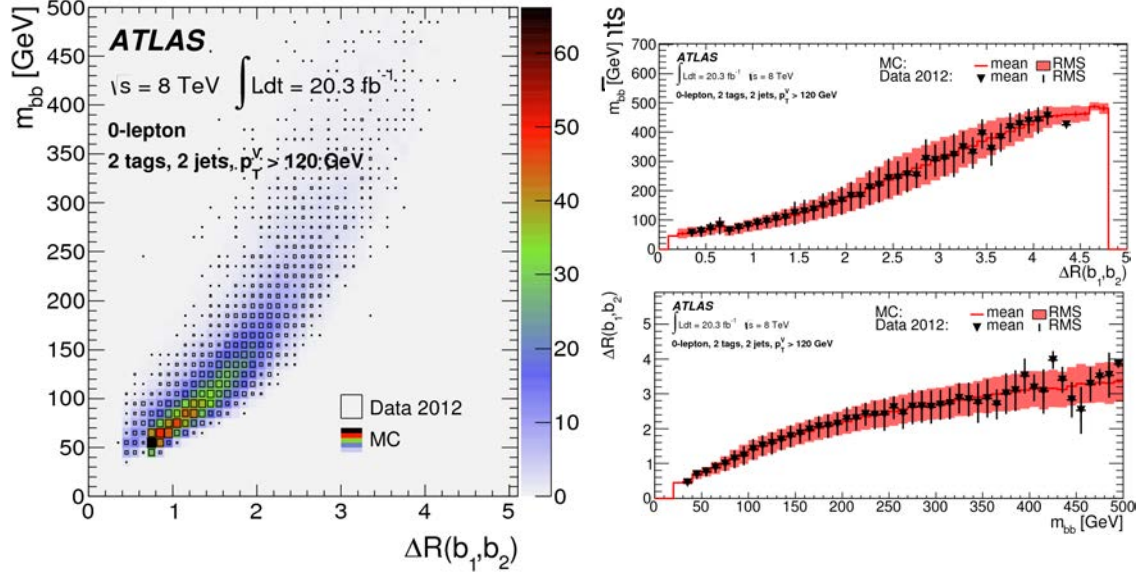 m_bb [GeV]
500
450
400
350
300
250
200
150
100
50
0
ATLAS
√s = 8 TeV ∫Ldt = 20.3 fb⁻¹
0-lepton
2 tags, 2 jets, p_T^V > 120 GeV
Data 2012
MC
0 1 2 3 4 5
ΔR(b₁,b₂)
60
50
40
30
20
10
0
nts
m_bb [GeV]
700
600
500
400
300
200
100
0
ATLAS
∫Ldt = 20.3 fb⁻¹ √s = 8 TeV
0-lepton, 2 tags, 2 jets, p_T^V > 120 GeV
MC: mean RMS
Data 2012: mean RMS
0 0.5 1 1.5 2 2.5 3 3.5 4 4.5 5
ΔR(b₁,b₂)
ΔR(b₁,b₂)
5
4
3
2
1
0
ATLAS
∫Ldt = 20.3 fb⁻¹ √s = 8 TeV
0-lepton, 2 tags, 2 jets, p_T^V > 120 GeV
MC: mean RMS
Data 2012: mean RMS
0 50 100 150 200 250 300 350 400 450 500
m_bb [GeV]